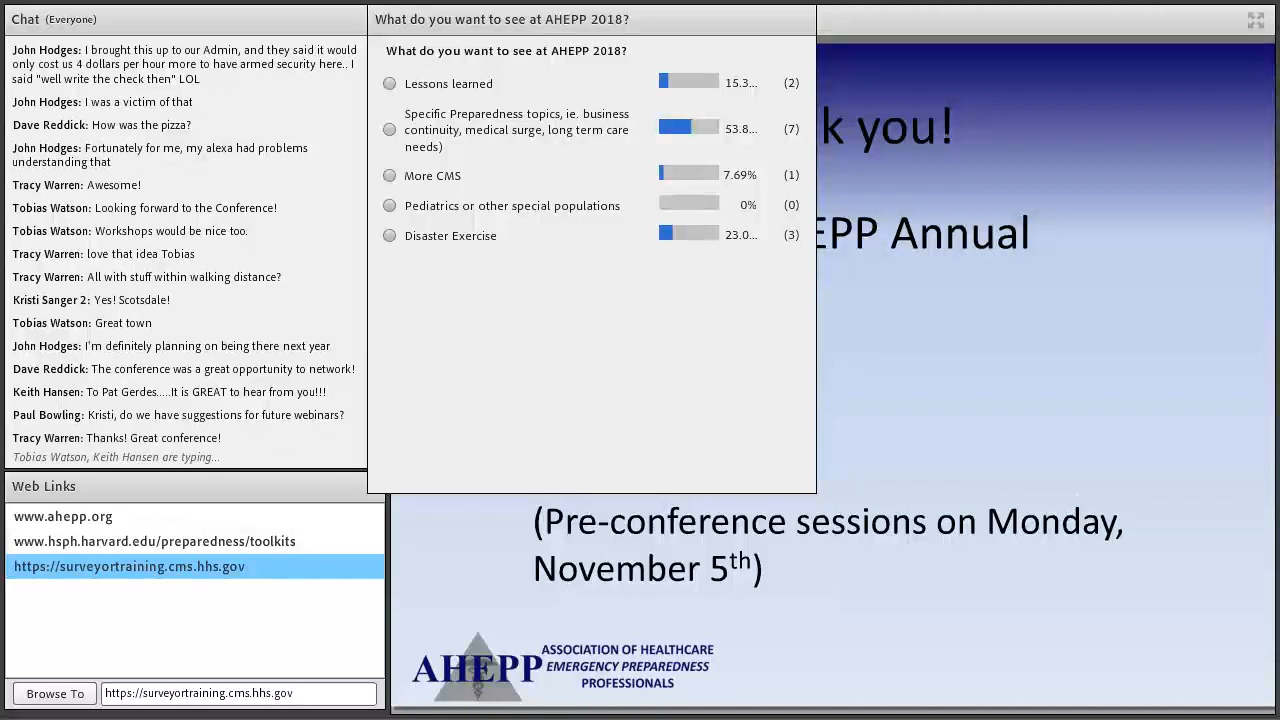 Chat (Everyone)
John Hodges: I brought this up to our Admin, and they said it would
only cost us 4 dollars per hour more to have armed security here.. I
said "well write the check then" LOL
John Hodges: I was a victim of that
Dave Reddick: How was the pizza?
John Hodges: Fortunately for me, my alexa had problems
understanding that
Tracy Warren: Awesome!
Tobias Watson: Looking forward to the Conference!
Tobias Watson: Workshops would be nice too.
Tracy Warren: love that idea Tobias
Tracy Warren: All with stuff within walking distance?
Kristi Sanger 2: Yes! Scotsdale!
Tobias Watson: Great town
John Hodges: I'm definitely planning on being there next year
Dave Reddick: The conference was a great opportunity to network!
Keith Hansen: To Pat Gerdes.....It is GREAT to hear from you!!!
Paul Bowling: Kristi, do we have suggestions for future webinars?
Tracy Warren: Thanks! Great conference!
Tobias Watson, Keith Hansen are typing...
Web Links
www.ahepp.org
www.hsph.harvard.edu/preparedness/toolkits
https://surveyortraining.cms.hhs.gov
Browse To https://surveyortraining.cms.hhs.gov
What do you want to see at AHEPP 2018?
What do you want to see at AHEPP 2018?
Lessons learned 15.3... (2)
Specific Preparedness topics, ie. business
continuity, medical surge, long term care 53.8... (7)
needs)
More CMS 7.69% (1)
Pediatrics or other special populations 0% (0)
Disaster Exercise 23.0... (3)
k you!
EPP Annual
(Pre-conference sessions on Monday,
November 5th)
AHEPP
ASSOCIATION OF HEALTHCARE
EMERGENCY PREPAREDNESS
PROFESSIONALS